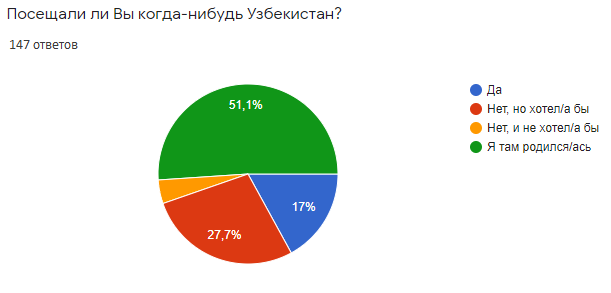 Посещали ли Вы когда-нибудь Узбекистан?
147 ответов
51,1%
17%
27,7%
Да
Нет, но хотел/а бы
Нет, и не хотел/а бы
Я там родился/ась